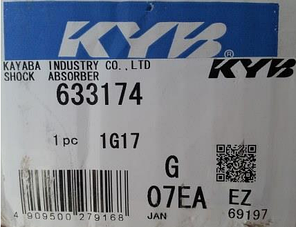 KYB®
KAYABA INDUSTRY CO.,LTD KYB
SHOCK ABSORBER
633174
1pc 1G17
G
07EA EZ
4 909500 279168 JAN 69197